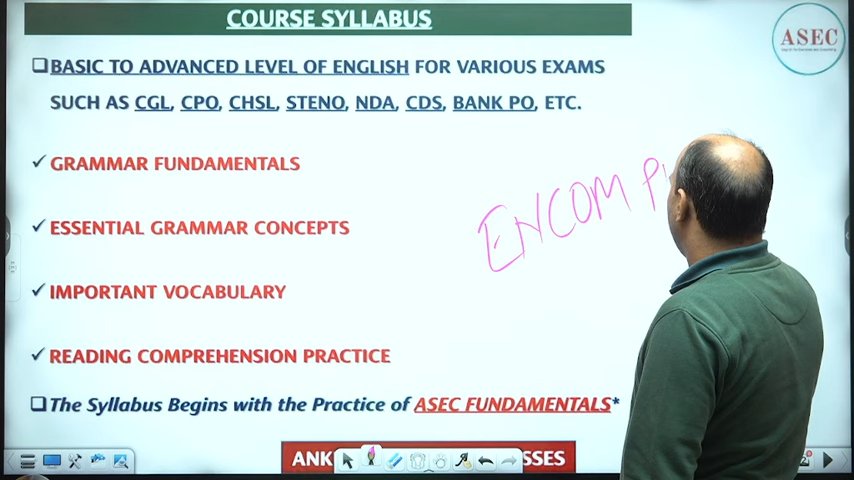 COURSE SYLLABUS
ASEC
BASIC TO ADVANCED LEVEL OF ENGLISH FOR VARIOUS EXAMS
SUCH AS CGL, CPO, CHSL, STENO, NDA, CDS, BANK PO, ETC.
GRAMMAR FUNDAMENTALS
ENCOMP
ESSENTIAL GRAMMAR CONCEPTS
IMPORTANT VOCABULARY
READING COMPREHENSION PRACTICE
The Syllabus Begins with the Practice of ASEC FUNDAMENTALS*
ANK SSES